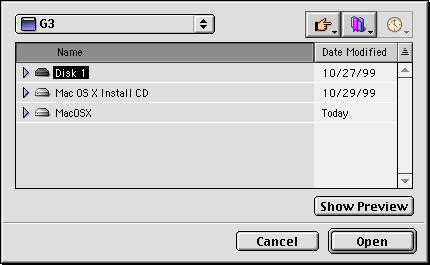 G3
Name Date Modified
Disk 1 10/27/99
Mac OS X Install CD 10/29/99
MacOSX Today
Show Preview
Cancel Open